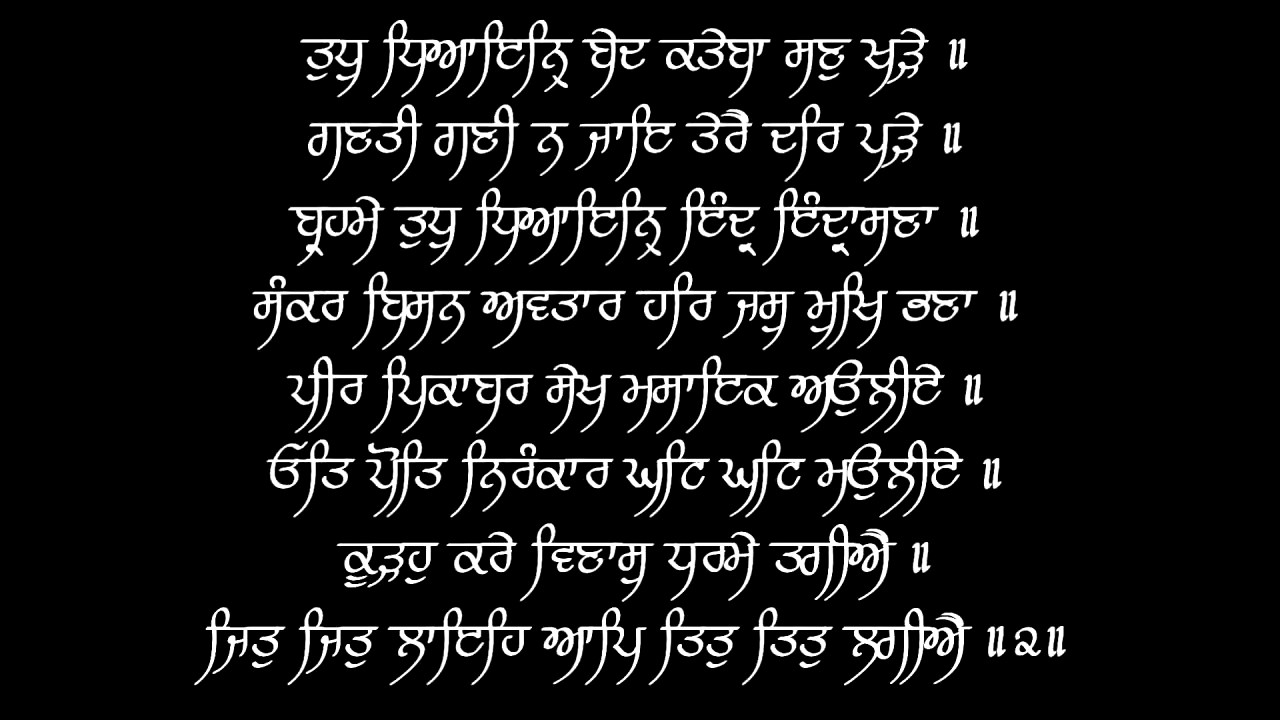 ਤੁਧੁ ਧਿਆਇਨ੍ਹਿ ਬੇਦ ਕਤੇਬਾ ਸਣੁ ਖੜੇ ॥
ਗਣਤੀ ਗਣੀ ਨ ਜਾਇ ਤੇਰੈ ਦਰਿ ਪੜੇ ॥
ਬ੍ਰਹਮੇ ਤੁਧੁ ਧਿਆਇਨ੍ਹਿ ਇੰਦ੍ਰ ਇੰਦ੍ਰਾਸਣਾ ॥
ਸੰਕਰ ਬਿਸਨ ਅਵਤਾਰ ਹਰਿ ਜਸੁ ਮੁਖਿ ਭਣਾ ॥
ਪੀਰ ਪਿਕਾਬਰ ਸੇਖ ਮਸਾਇਕ ਅਉਲੀਏ ॥
ਓਤਿ ਪੋਤਿ ਨਿਰੰਕਾਰ ਘਟਿ ਘਟਿ ਮਉਲੀਏ ॥
ਕੂੜਹੁ ਕਰੇ ਵਿਣਾਸੁ ਧਰਮੇ ਤਗੀਐ ॥
ਜਿਤੁ ਜਿਤੁ ਲਾਇਹਿ ਆਪਿ ਤਿਤੁ ਤਿਤੁ ਲਗੀਐ ॥੨॥